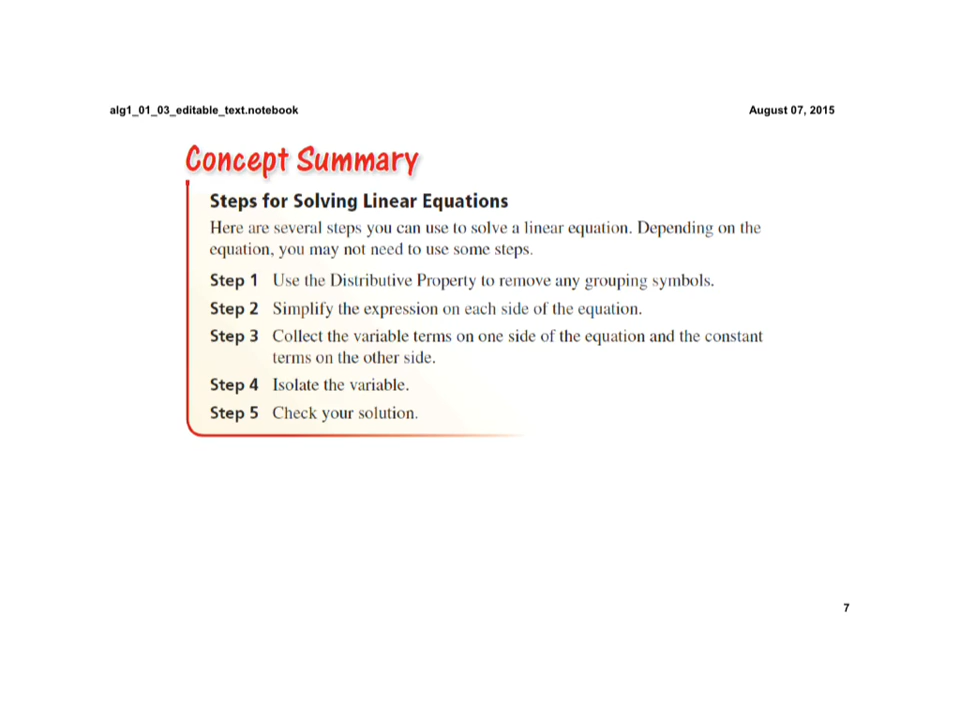 alg1_01_03_editable_text.notebook August 07, 2015
Concept Summary
Steps for Solving Linear Equations
Here are several steps you can use to solve a linear equation. Depending on the
equation, you may not need to use some steps.
Step 1 Use the Distributive Property to remove any grouping symbols.
Step 2 Simplify the expression on each side of the equation.
Step 3 Collect the variable terms on one side of the equation and the constant
terms on the other side.
Step 4 Isolate the variable.
Step 5 Check your solution.
7